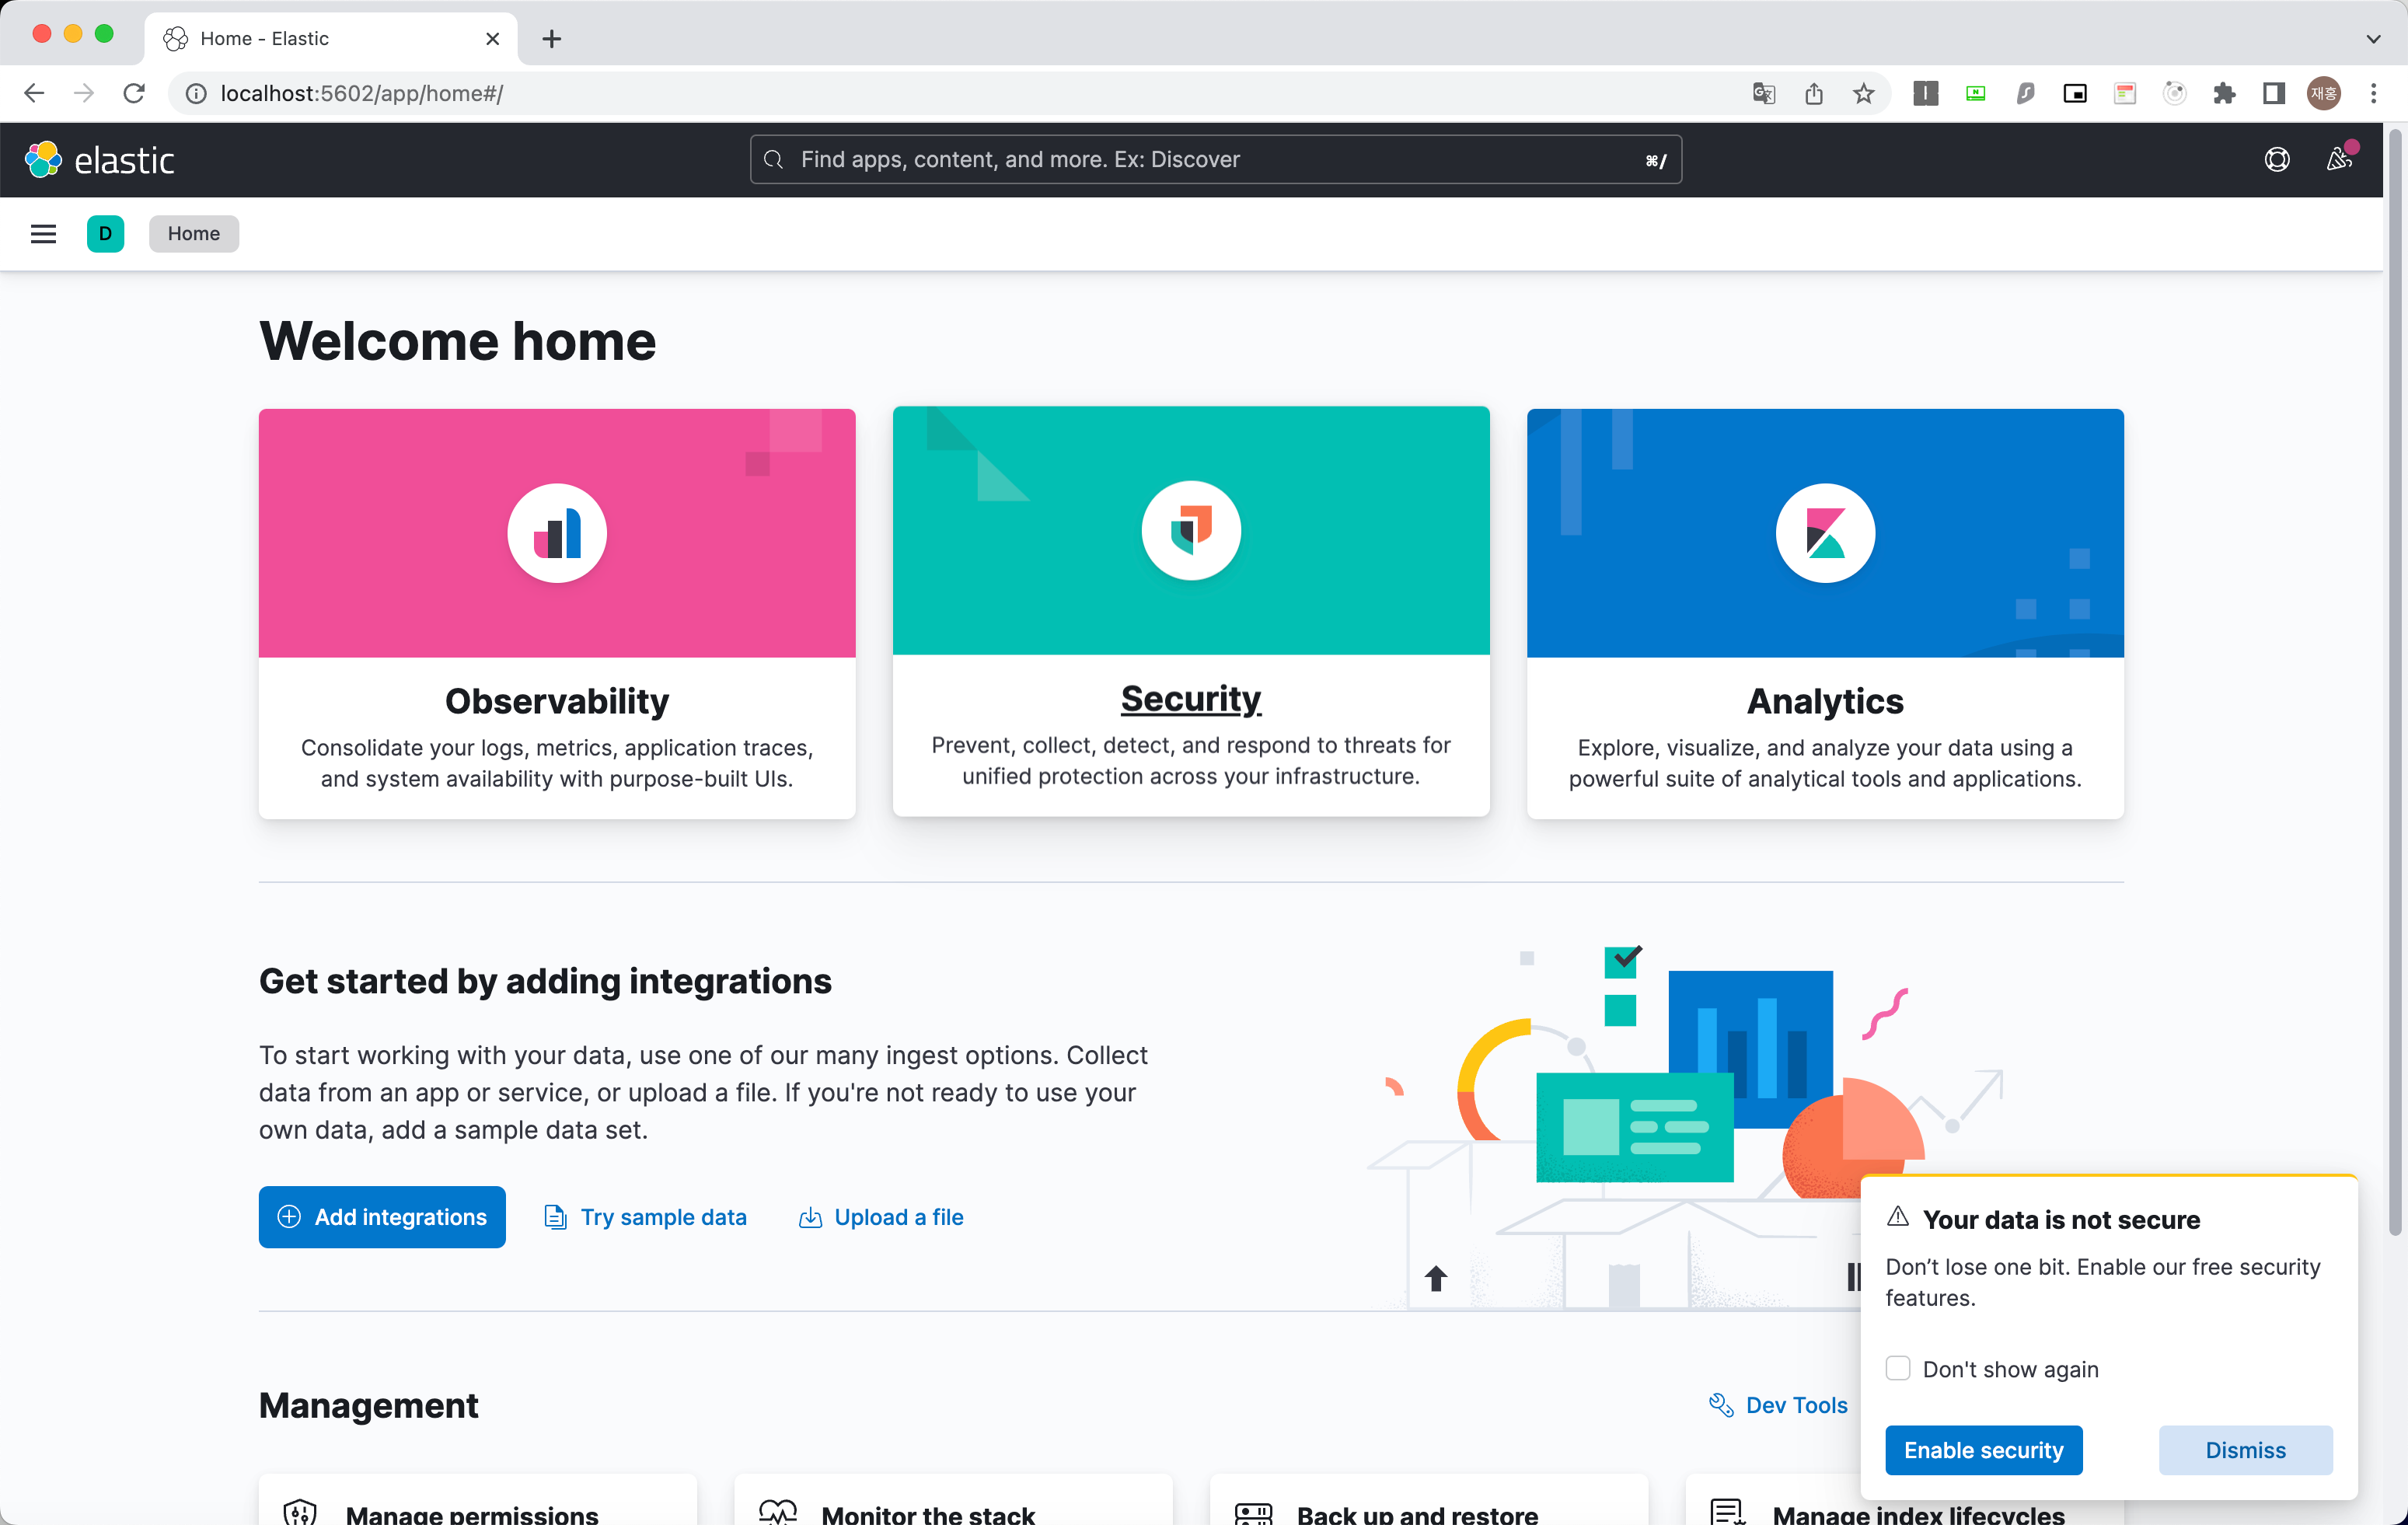 Home - Elastic
localhost:5602/app/home#/
재홍
elastic
Find apps, content, and more. Ex: Discover
⌘/
D
Home
Welcome home
Observability
Consolidate your logs, metrics, application traces,
and system availability with purpose-built UIs.
Security
Prevent, collect, detect, and respond to threats for
unified protection across your infrastructure.
Analytics
Explore, visualize, and analyze your data using a
powerful suite of analytical tools and applications.
Get started by adding integrations
To start working with your data, use one of our many ingest options. Collect
data from an app or service, or upload a file. If you're not ready to use your
own data, add a sample data set.
Add integrations
Try sample data
Upload a file
Your data is not secure
Don’t lose one bit. Enable our free security
features.
Don't show again
Enable security
Dismiss
Management
Dev Tools
Manage permissions
Monitor the stack
Back up and restore
Manage index lifecycles